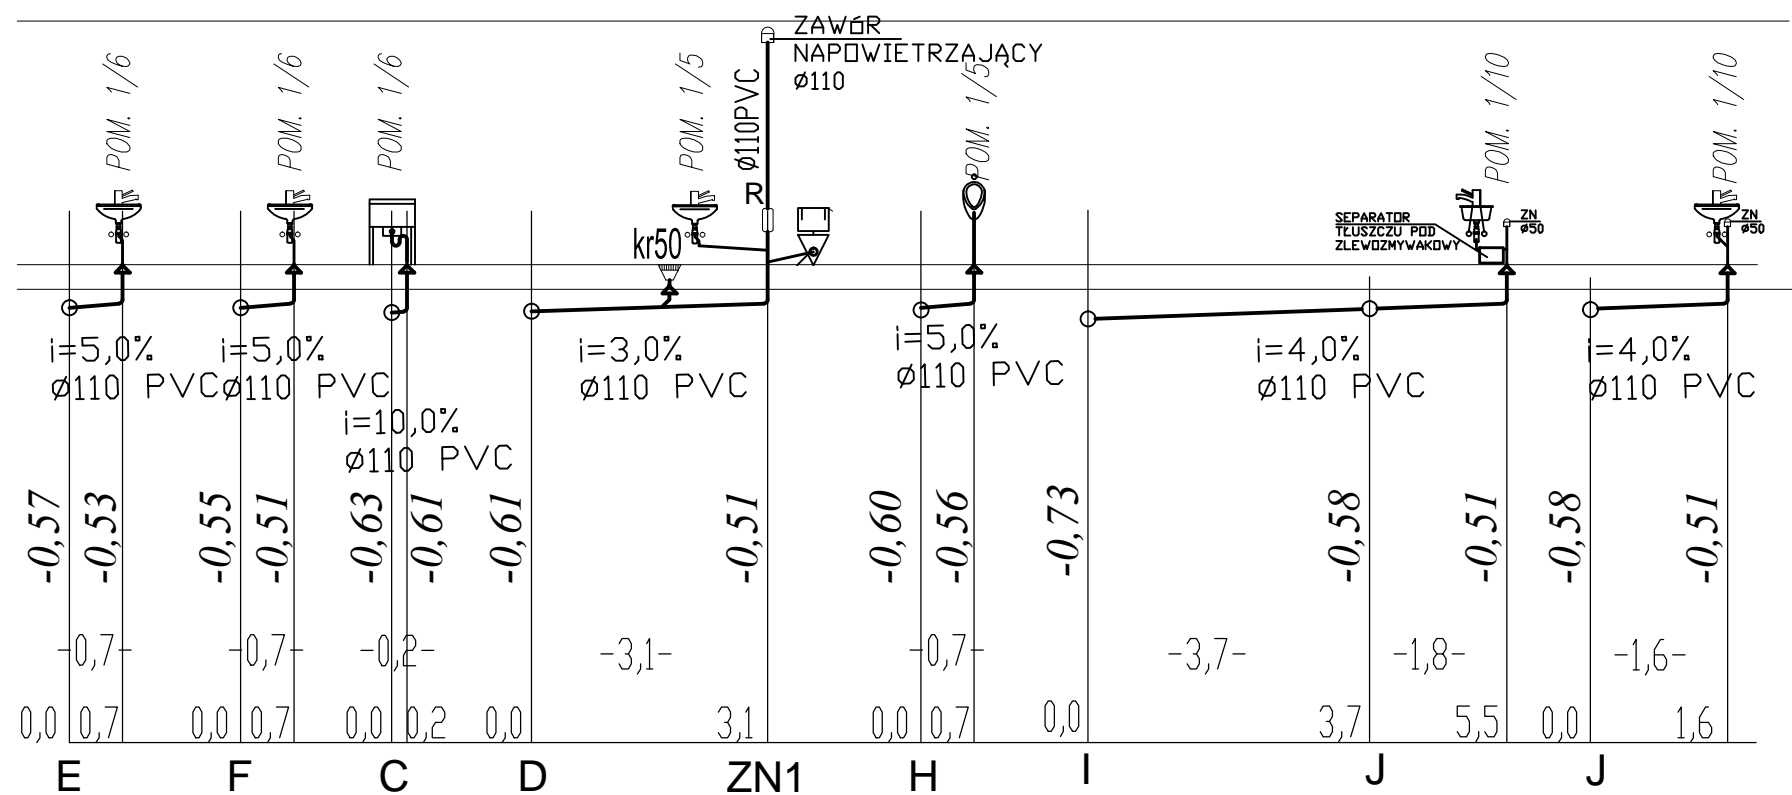 ZAWóR
NAPOWIETRZAJĄCY
ø110
POM. 1/6
POM. 1/6
POM. 1/6
POM. 1/5
ø110PVC
POM. 1/5
POM. 1/10
POM. 1/10
R
kr50
SEPARATOR
TŁUSZCZU POD
ZLEWOZMYWAKOWY
ZN
ø50
ZN
ø50
i=5,0%
ø110 PVC
i=5,0%
ø110 PVC
i=10,0%
ø110 PVC
i=3,0%
ø110 PVC
i=5,0%
ø110 PVC
i=4,0%
ø110 PVC
i=4,0%
ø110 PVC
-0,57
-0,53
-0,55
-0,51
-0,63
-0,61
-0,61
-0,51
-0,60
-0,56
-0,73
-0,58
-0,51
-0,58
-0,51
-0,7-
-0,7-
-0,2-
-3,1-
-0,7-
-3,7-
-1,8-
-1,6-
0,0
0,7
0,0
0,7
0,0
0,2
0,0
3,1
0,0
0,7
0,0
3,7
5,5
0,0
1,6
E
F
C
D
ZN1
H
I
J
J